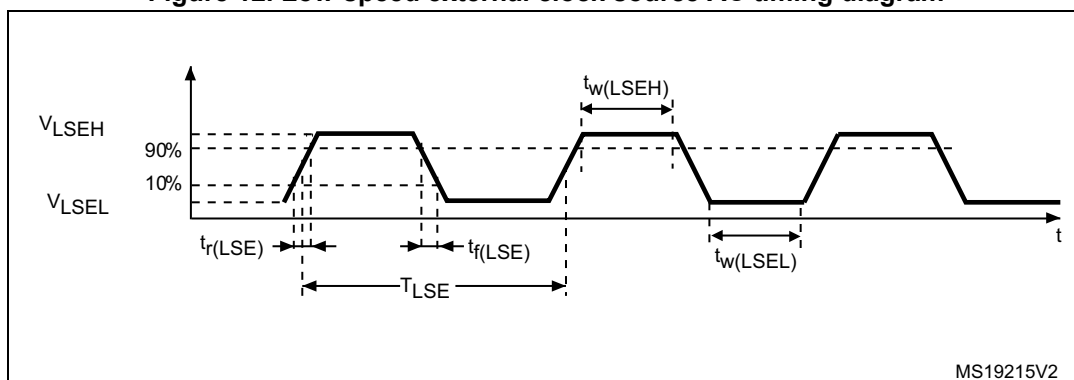 Figure 12. Low-speed external clock source AC timing diagram
tw(LSEH)
VLSEH
90%
10%
VLSEL
tr(LSE)
tf(LSE)
TLSE
tw(LSEL)
t
MS19215V2